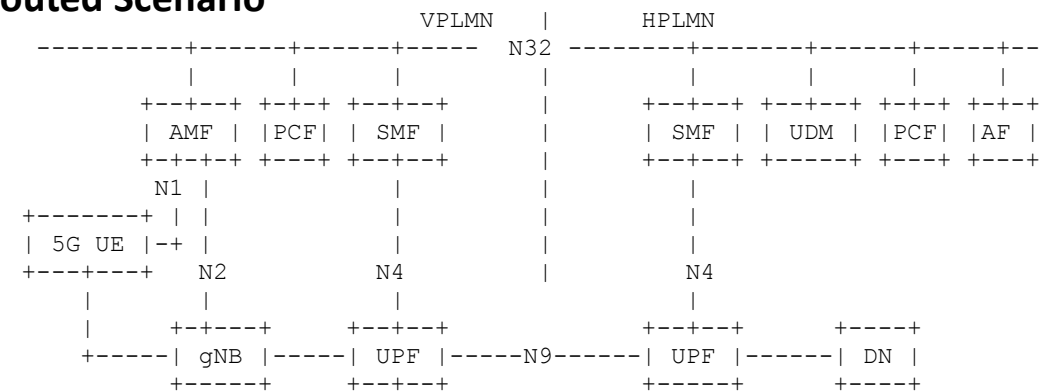 outed Scenario
VPLMN | HPLMN
----------+------+------+----- N32 --------+-------+------+-----+--
| | | | | | | |
+--+--+ +-+-+ +--+--+ | +--+--+ +--+--+ +-+-+ +-+-+
| AMF | |PCF| | SMF | | | SMF | | UDM | |PCF| |AF |
+-+-+-+ +---+ +--+--+ | +--+--+ +-----+ +---+ +---+
N1 | | | |
+-------+ | | | | |
| 5G UE |-+ | | | |
+---+---+ N2 N4 | N4
| | | |
| +-+---+ +--+--+ +--+--+ +----+
+-----| gNB |-----| UPF |-----N9------| UPF |------| DN |
+-----+ +--+--+ +-----+ +----+